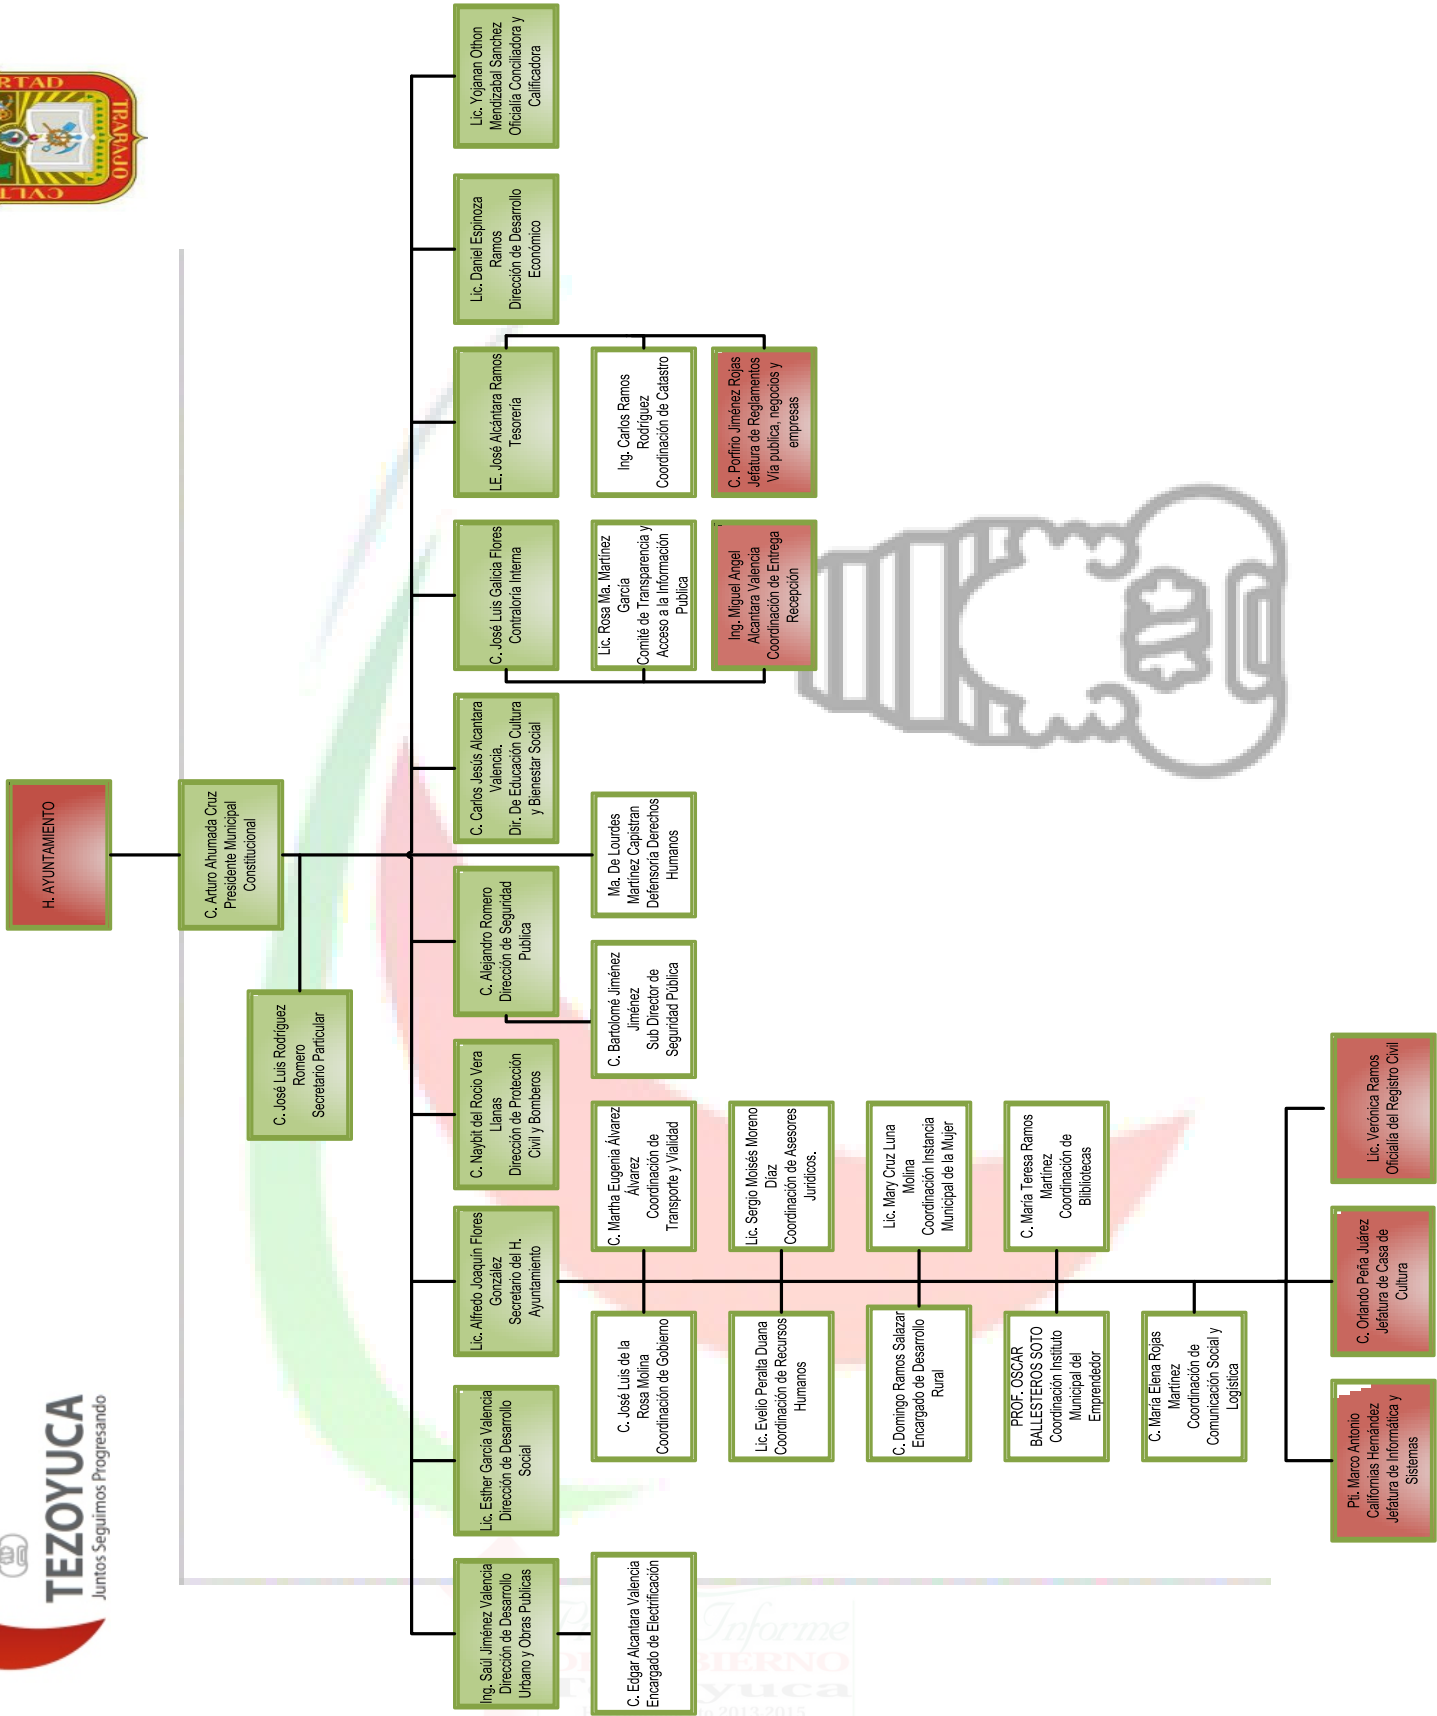 TEZOYUCA
Juntos Seguimos Progresando
TRABAJO
H. AYUNTAMIENTO
C. Arturo Ahumada Cruz
Presidente Municipal
Constitucional
C. José Luis Rodríguez
Romero
Secretario Particular
Ing. Saúl Jiménez Valencia
Dirección de Desarrollo
Urbano y Obras Publicas
Lic. Esther García Valencia
Dirección de Desarrollo
Social
Lic. Alfredo Joaquín Flores
González
Secretario del H.
Ayuntamiento
C. Naybit del Rocio Vera
Llanas
Dirección de Protección
Civil y Bomberos
C. Alejandro Romero
Dirección de Seguridad
Publica
C. Carlos Jesús Alcantara
Valencia.
Dir. De Educación Cultura
y Bienestar Social
C. José Luis Galicia Flores
Contraloría Interna
LE. José Alcántara Ramos
Tesorería
Lic. Daniel Espinoza
Ramos
Dirección de Desarrollo
Económico
Lic. Yojanan Othon
Mendizabal Sanchez
Oficialía Conciliadora y
Calificadora
C. Edgar Alcantara Valencia
Encargado de Electrificación
C. José Luis de la
Rosa Molina
Coordinación de Gobierno
C. Martha Eugenia Álvarez
Álvarez
Coordinación de
Transporte y Vialidad
C. Bartolomé Jiménez
Jiménez
Sub Director de
Seguridad Pública
Ma. De Lourdes
Martínez Capistran
Defensoría Derechos
Humanos
Lic. Rosa Ma. Martínez
García
Comité de Transparencia y
Acceso a la Información
Publica
Ing. Carlos Ramos
Rodríguez
Coordinación de Catastro
Ing. Miguel Angel
Alcantara Valencia
Coordinación de Entrega
Recepción
C. Porfirio Jiménez Rojas
Jefatura de Reglamentos
Vía publica, negocios y
empresas
Lic. Evelio Peralta Duana
Coordinación de Recursos
Humanos
Lic. Sergio Moisés Moreno
Díaz
Coordinación de Asesores
Jurídicos.
C. Domingo Ramos Salazar
Encargado de Desarrollo
Rural
Lic. Mary Cruz Luna
Molina
Coordinación Instancia
Municipal de la Mujer
PROF. OSCAR
BALLESTEROS SOTO
Coordinación Instituto
Municipal del
Emprendedor
C. María Teresa Ramos
Martínez
Coordinación de
Blibliotecas
C. María Elena Rojas
Martínez
Coordinación de
Comunicación Social y
Logística
Pti. Marco Antonio
Californias Hernández
Jefatura de Informática y
Sistemas
C. Orlando Peña Juárez
Jefatura de Casa de
Cultura
Lic. Verónica Ramos
Oficialía del Registro Civil
Informe